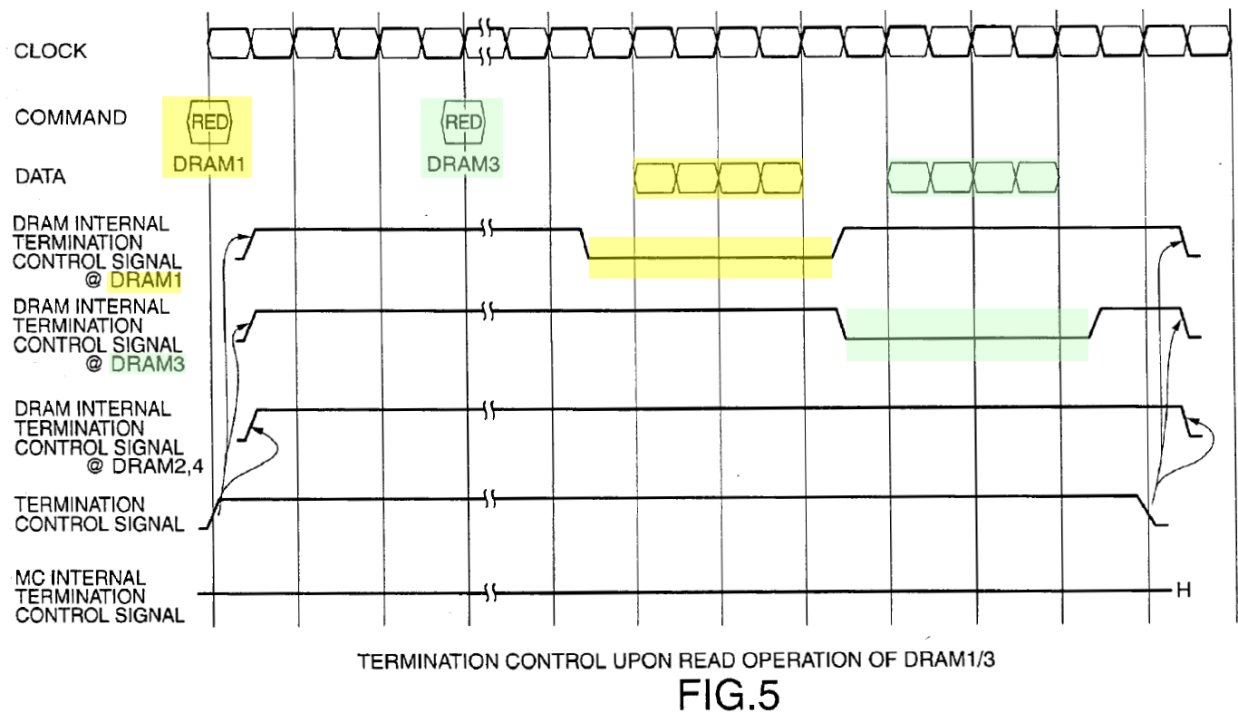 CLOCK
COMMAND
RED
RED
DRAM1
DRAM3
DATA
DRAM INTERNAL
TERMINATION
CONTROL SIGNAL
@ DRAM1
DRAM INTERNAL
TERMINATION
CONTROL SIGNAL
@ DRAM3
DRAM INTERNAL
TERMINATION
CONTROL SIGNAL
@ DRAM2,4
TERMINATION
CONTROL SIGNAL
MC INTERNAL
TERMINATION
CONTROL SIGNAL
H
TERMINATION CONTROL UPON READ OPERATION OF DRAM1/3
FIG.5